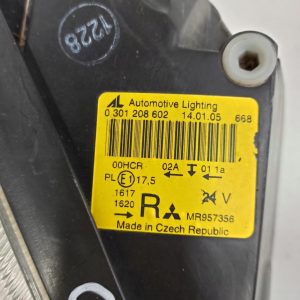 1228
AL Automotive Lighting
0 301 208 602 14.01.05 668
00HCR 02A 01 1a
PL E1 17,5
1617
1620 R 24 V
MR957356
Made in Czech Republic